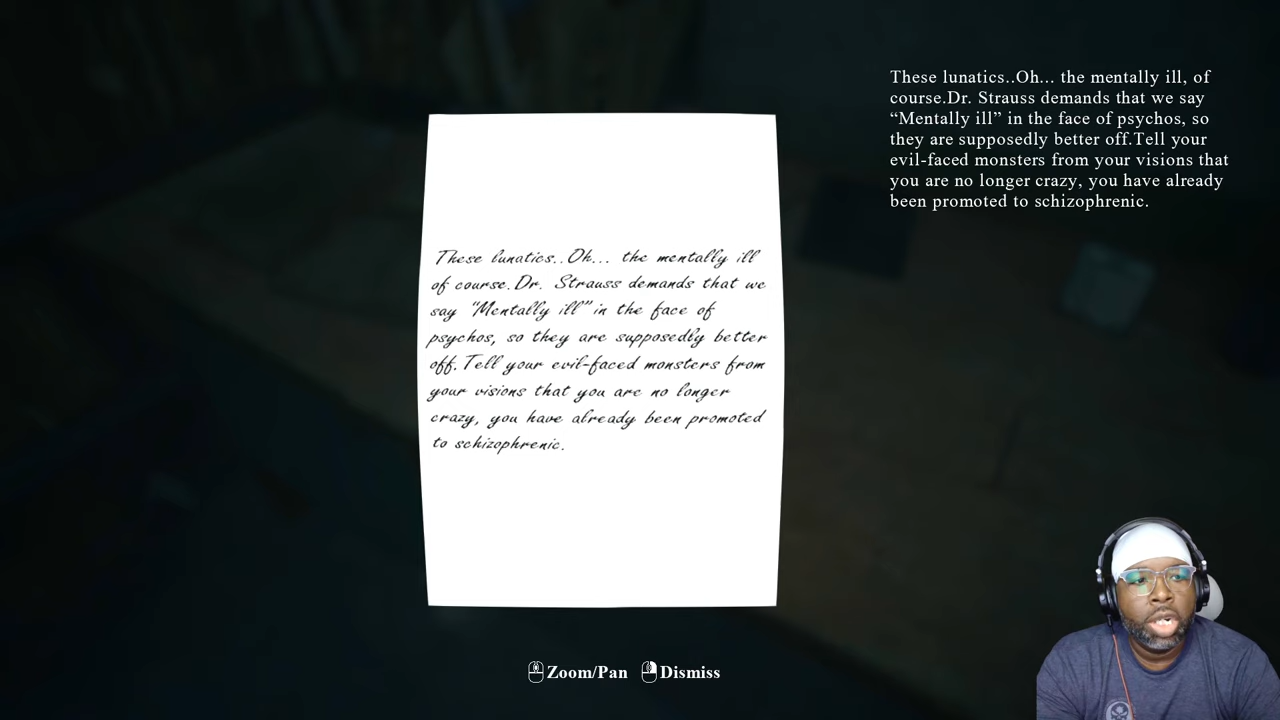 These lunatics..Oh... the mentally ill, of
course.Dr. Strauss demands that we say
“Mentally ill” in the face of psychos, so
they are supposedly better off.Tell your
evil-faced monsters from your visions that
you are no longer crazy, you have already
been promoted to schizophrenic.
These lunatics..Oh... the mentally ill
of course.Dr. Strauss demands that we
say “Mentally ill” in the face of
psychos, so they are supposedly better
off.Tell your evil-faced monsters from
your visions that you are no longer
crazy, you have already been promoted
to schizophrenic.
Zoom/Pan Dismiss